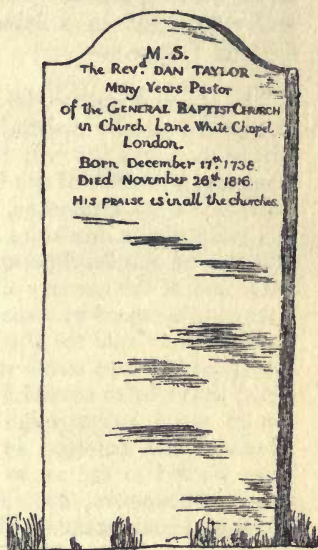 M.S.
The Revd. DAN TAYLOR
Many Years Pastor
of the GENERAL BAPTIST CHURCH
in Church Lane White Chapel
London.
Born December 17th. 1738.
Died November 26th. 1816.
His praise is in all the churches.